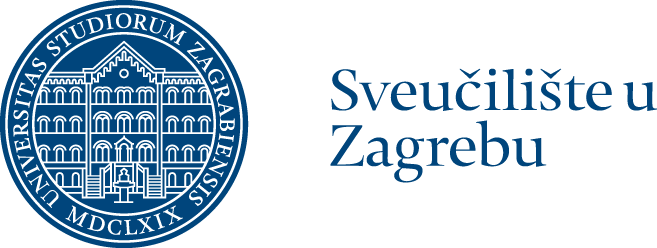 UNIVERSITAS STUDIORUM ZAGRABIENSIS
MDCLXIX
Sveučilište u
Zagrebu